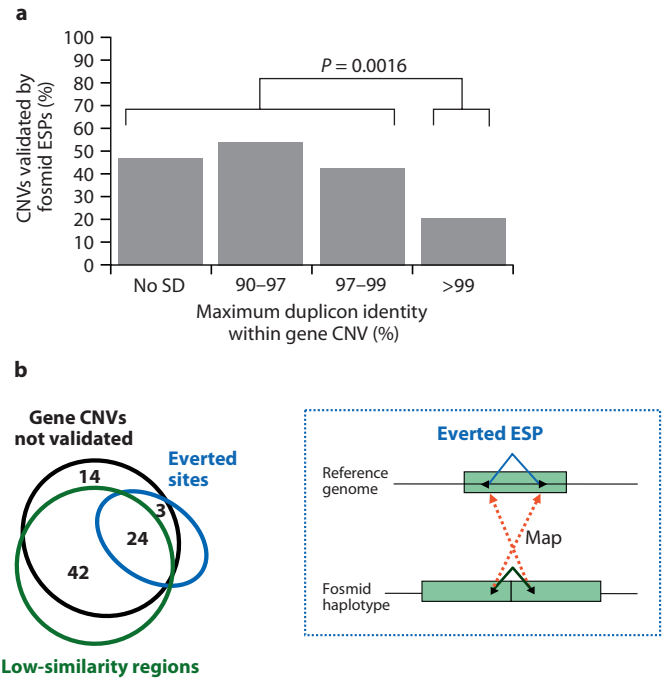 a
100
90
80
70
60
50
40
30
20
10
0
CNVs validated by
fosmid ESPs (%)
P = 0.0016
No SD
90–97
97–99
>99
Maximum duplicon identity
within gene CNV (%)
b
Gene CNVs
not validated
Everted
sites
14
3
24
42
Low-similarity regions
Everted ESP
Reference
genome
Map
Fosmid
haplotype